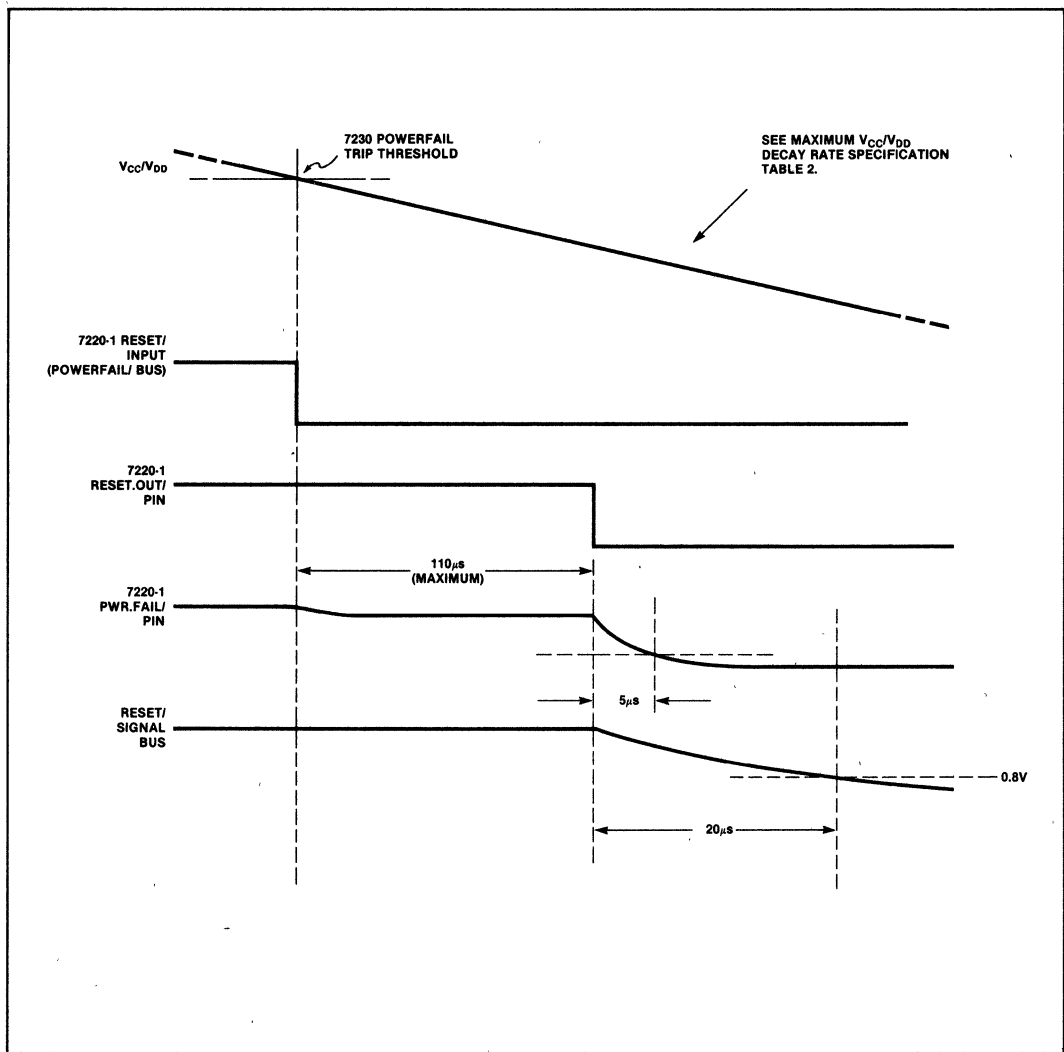 7230 POWERFAIL
TRIP THRESHOLD
SEE MAXIMUM VCC/VDD
DECAY RATE SPECIFICATION
TABLE 2.
VCC/VDD
7220-1 RESET/
INPUT
(POWERFAIL/ BUS)
7220-1
RESET.OUT/
PIN
110μs
(MAXIMUM)
7220-1
PWR.FAIL/
PIN
5μs
RESET/
SIGNAL
BUS
0.8V
20μs